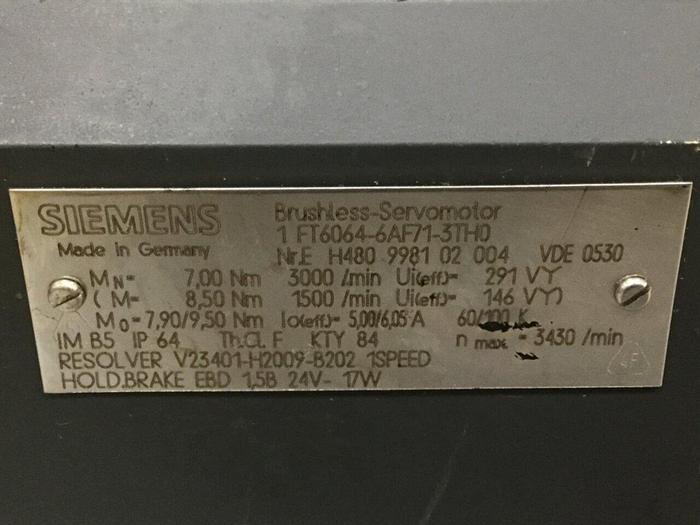 SIEMENS Brushless-Servomotor
1 FT6064-6AF71-3TH0
Made in Germany Nr.E H480 9981 02 004 VDE 0530
MN= 7,00 Nm 3000 /min Ui(eff)= 291 VY
( M= 8,50 Nm 1500 /min Ui(eff)= 146 VY)
M0=7,90/9,50 Nm Io(eff)= 5,00/6,05 A 60/100 K
IM B5 IP 64 Th.Cl. F KTY 84 n max. = 3430 /min
RESOLVER V23401-H2009-B202 1SPEED
HOLD.BRAKE EBD 1,5B 24V- 17W